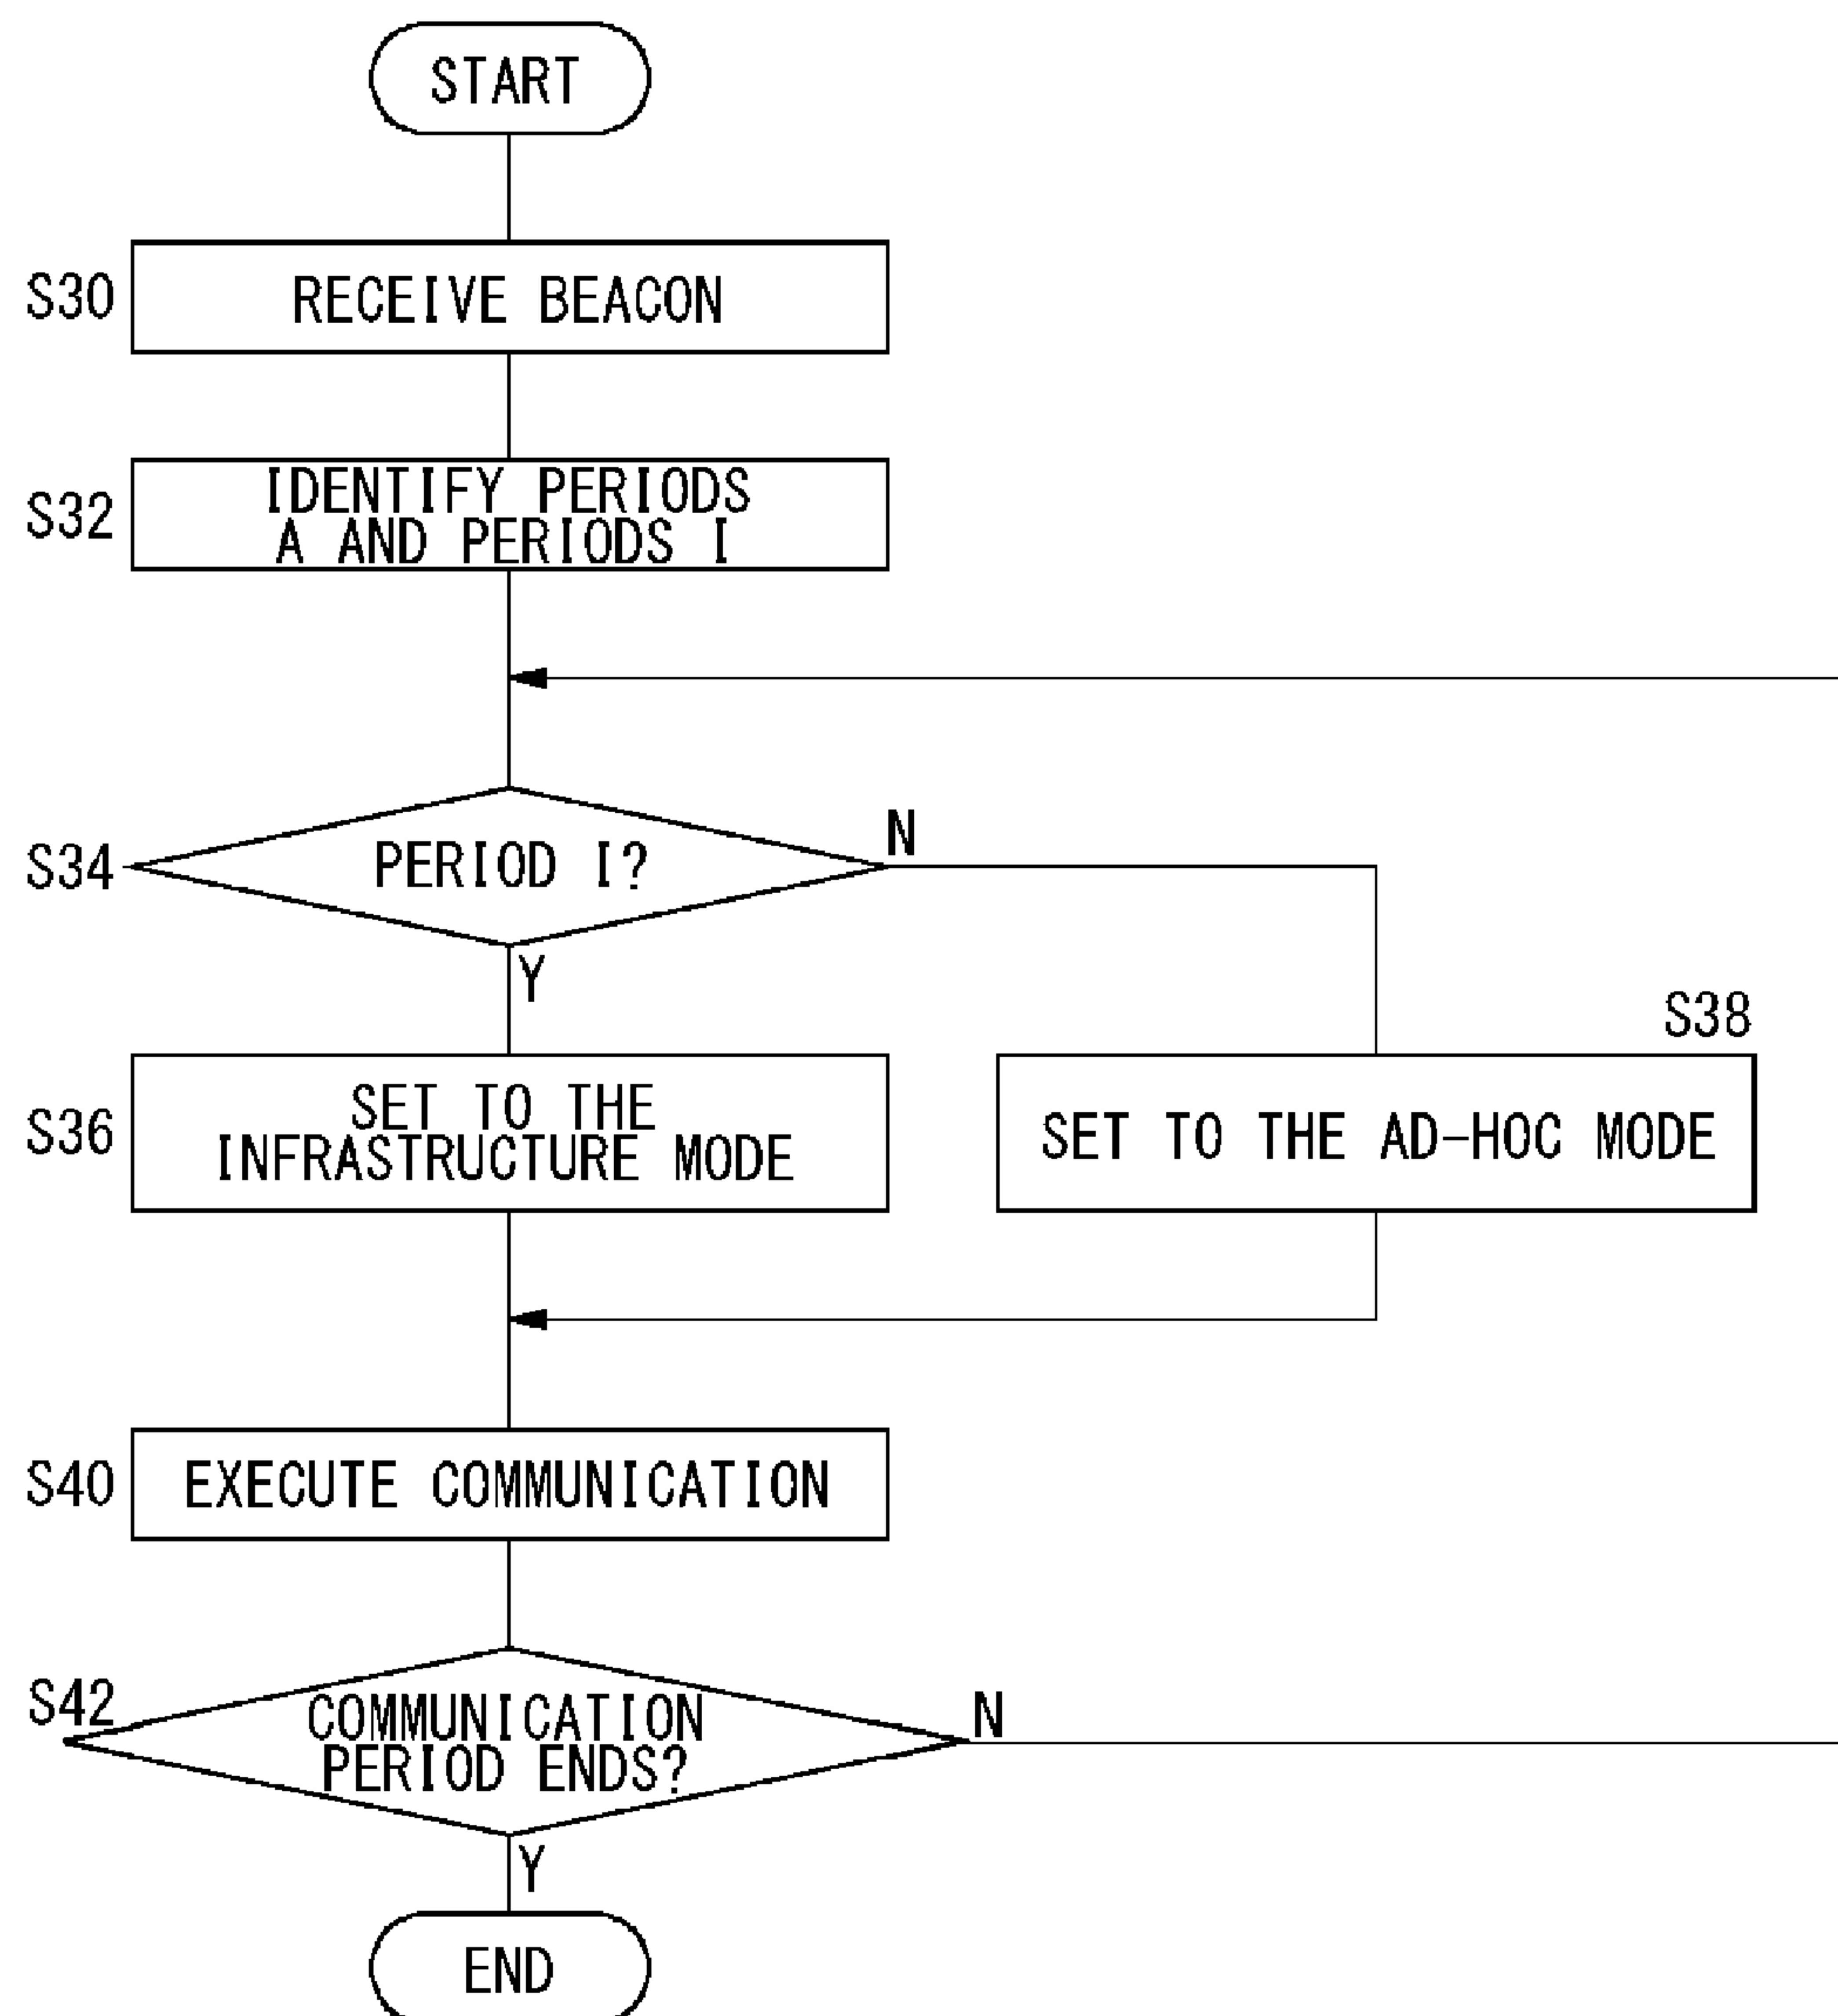 START
S30
RECEIVE BEACON
S32
IDENTIFY PERIODS
A AND PERIODS I
S34
PERIOD I?
N
Y
S38
S36
SET TO THE
INFRASTRUCTURE MODE
SET TO THE AD-HOC MODE
S40
EXECUTE COMMUNICATION
S42
COMMUNICATION
PERIOD ENDS?
N
Y
END